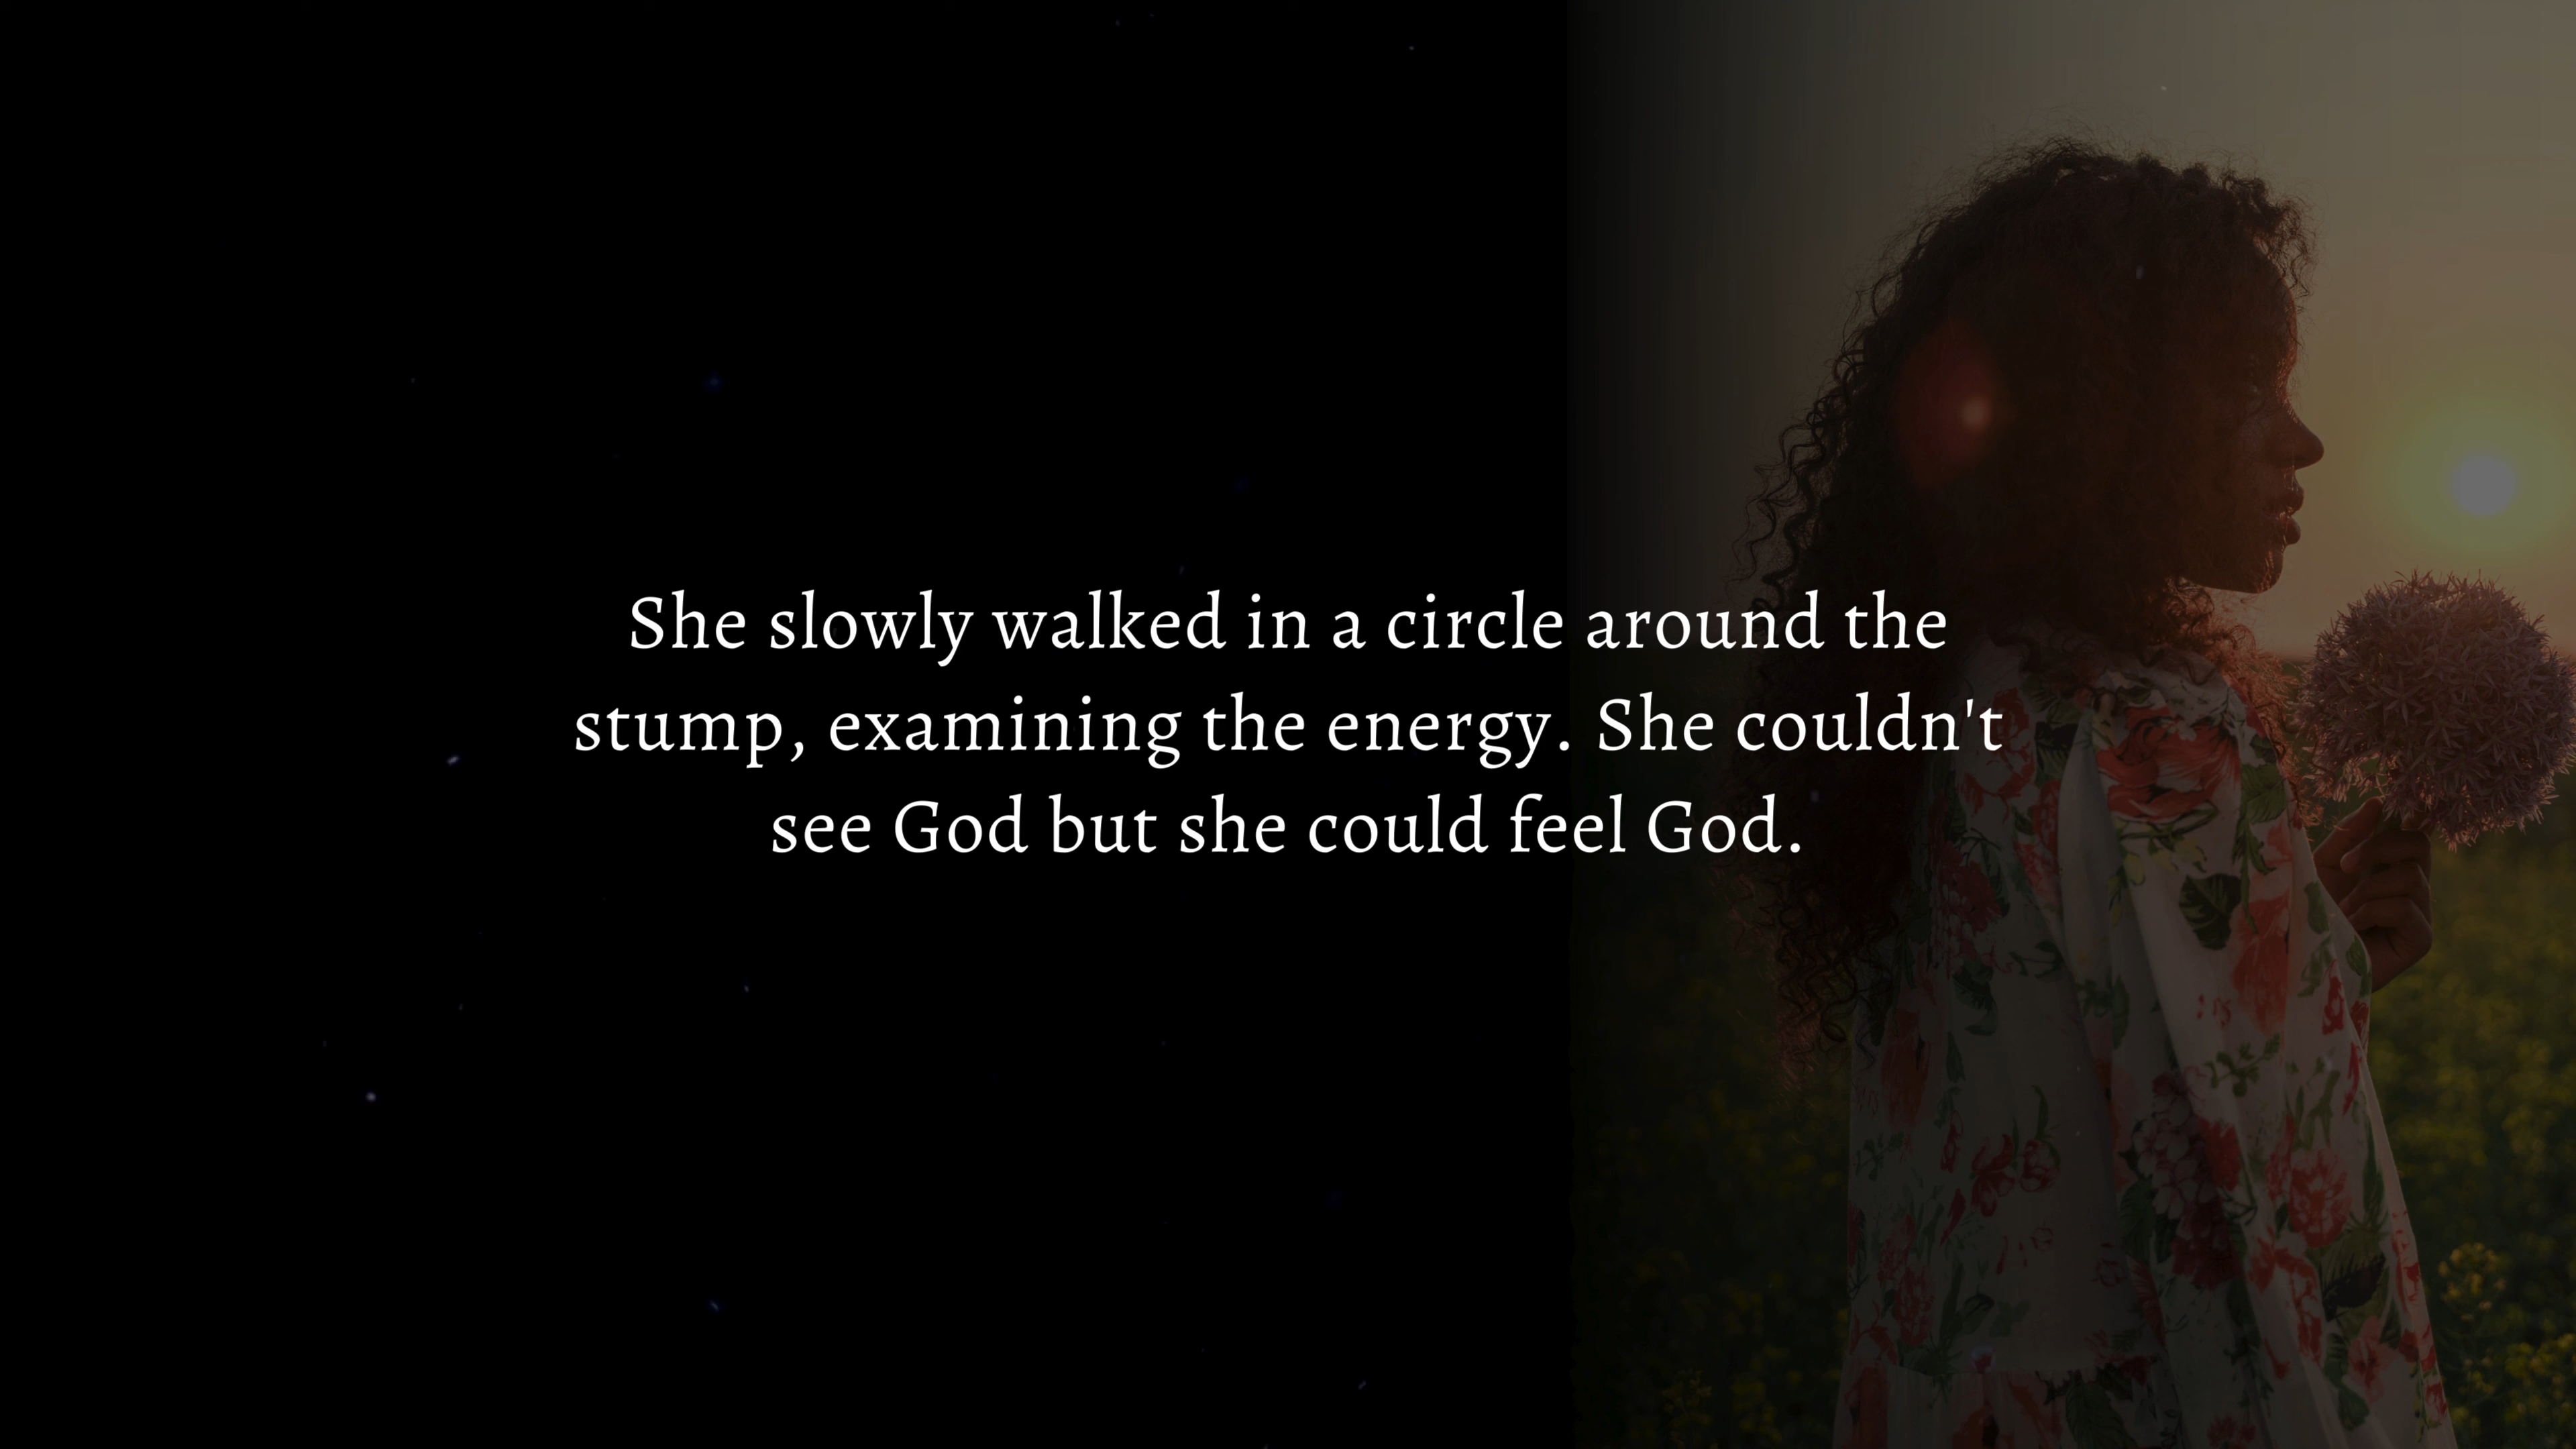 She slowly walked in a circle around the
stump, examining the energy. She couldn't
see God but she could feel God.